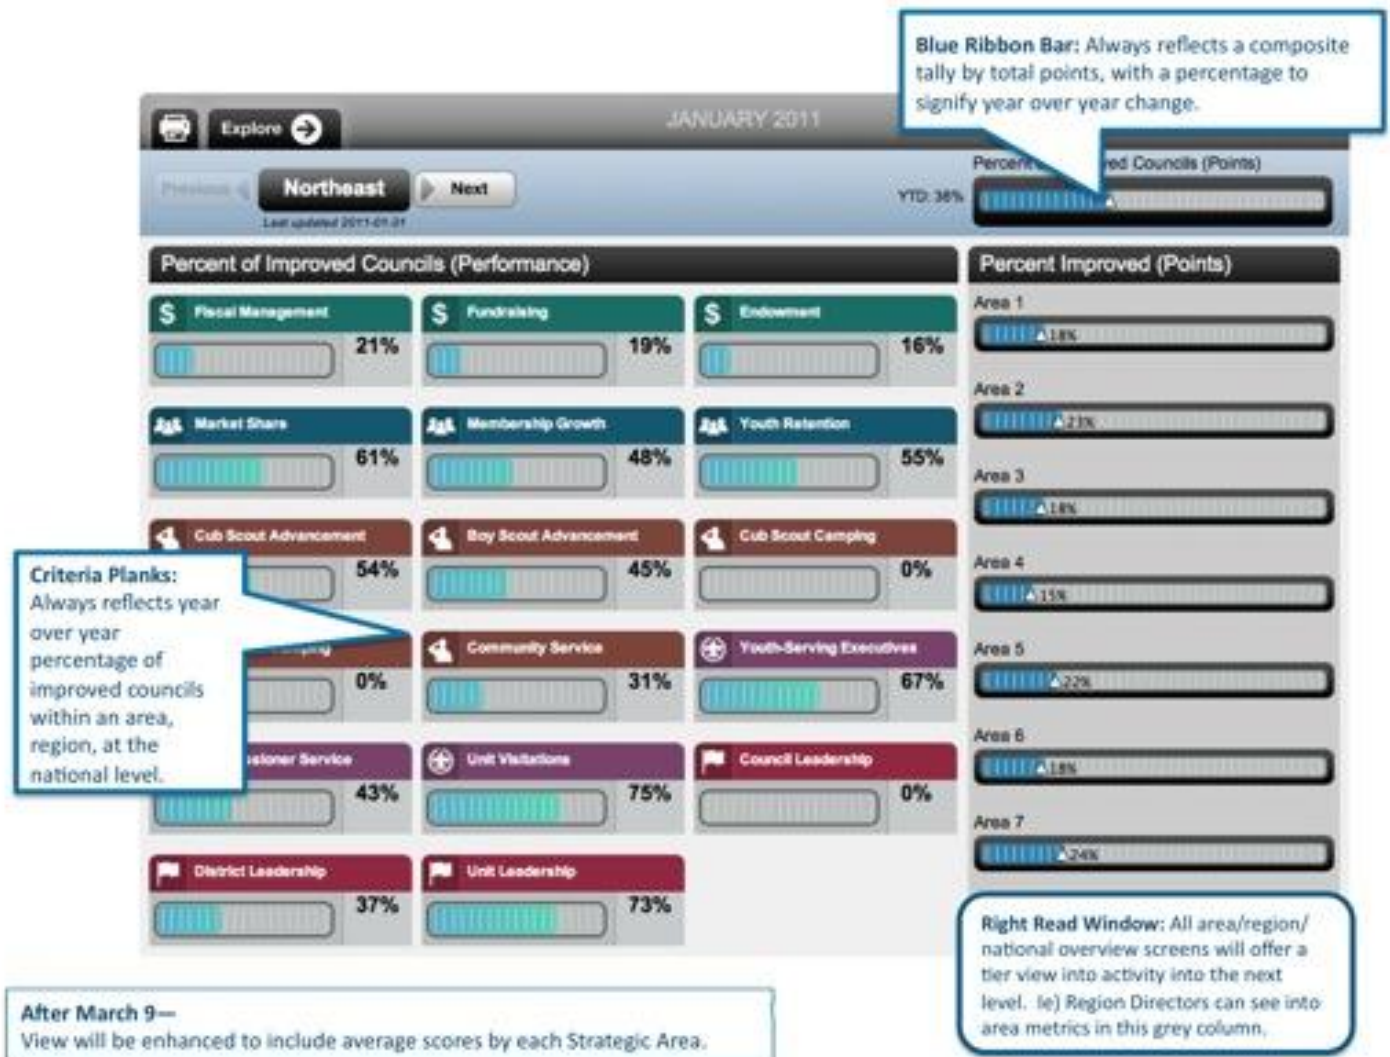 Blue Ribbon Bar: Always reflects a composite
tally by total points, with a percentage to
signify year over year change.
Explore
JANUARY 2011
Previous
Northeast
Next
Last updated 2011-01-31
Percent
ved Councils (Points)
YTD: 38%
Percent of Improved Councils (Performance)
Percent Improved (Points)
Fiscal Management
21%
Fundraising
19%
Endowment
16%
Market Share
61%
Membership Growth
48%
Youth Retention
55%
Cub Scout Advancement
54%
Boy Scout Advancement
45%
Cub Scout Camping
0%
0%
Community Service
31%
Youth-Serving Executives
67%
ssioner Service
43%
Unit Visitations
75%
Council Leadership
0%
District Leadership
37%
Unit Leadership
73%
Area 1
18%
Area 2
23%
Area 3
18%
Area 4
15%
Area 5
22%
Area 6
18%
Area 7
24%
Criteria Planks:
Always reflects year
over year
percentage of
improved councils
within an area,
region, at the
national level.
Right Read Window: All area/region/
national overview screens will offer a
tier view into activity into the next
level. Ie) Region Directors can see into
area metrics in this grey column.
After March 9—
View will be enhanced to include average scores by each Strategic Area.